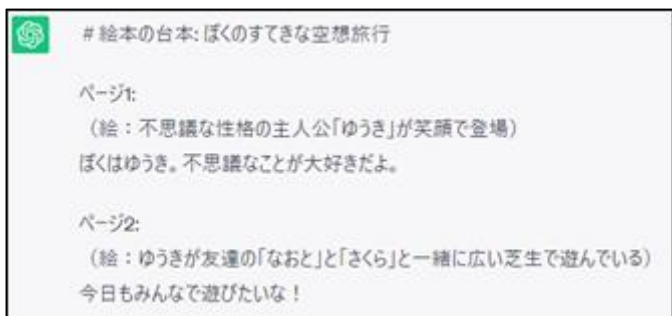 # 絵本の台本: ぼくのすてきな空想旅行
ページ1:
（絵：不思議な性格の主人公「ゆうき」が笑顔で登場）
ぼくはゆうき。不思議なことが大好きだよ。
ページ2:
（絵：ゆうきが友達の「なおと」と「さくら」と一緒に広い芝生で遊んでいる）
今日もみんなで遊びたいな！